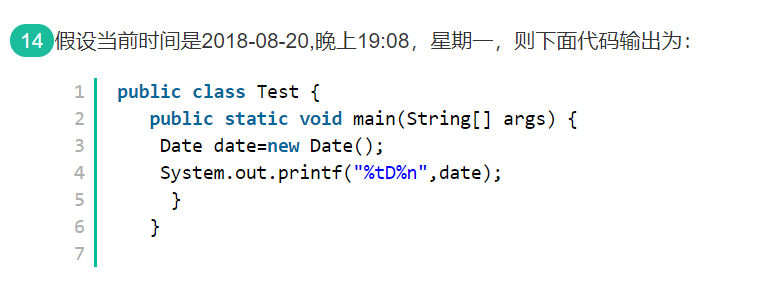 14 假设当前时间是2018-08-20,晚上19:08，星期一，则下面代码输出为：
1 public class Test {
2 public static void main(String[] args) {
3 Date date=new Date();
4 System.out.printf("%tD%n",date);
5 }
6 }
7